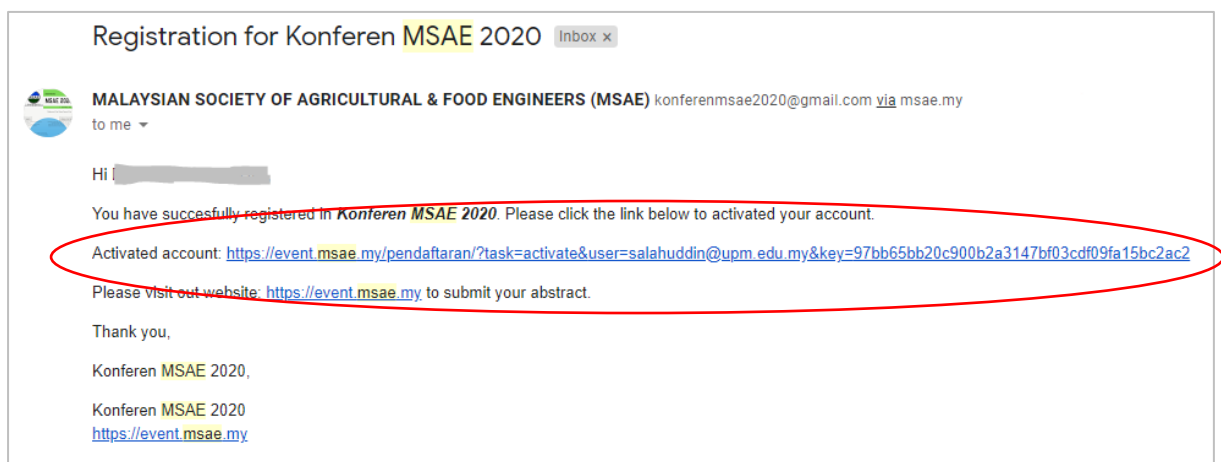 Registration for Konferen MSAE 2020 Inbox x
MALAYSIAN SOCIETY OF AGRICULTURAL & FOOD ENGINEERS (MSAE) konferenmsae2020@gmail.com via msae.my
to me
Hi
You have succesfully registered in Konferen MSAE 2020. Please click the link below to activated your account.
Activated account: https://event.msae.my/pendaftaran/?task=activate&user=salahuddin@upm.edu.my&key=97bb65bb20c900b2a3147bf03cdf09fa15bc2ac2
Please visit out website: https://event.msae.my to submit your abstract.
Thank you,
Konferen MSAE 2020,
Konferen MSAE 2020
https://event.msae.my